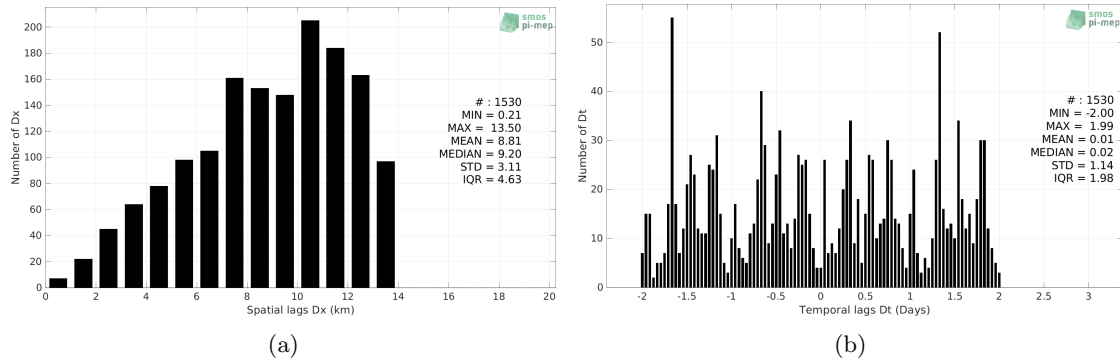 smos
pi-mep
200
180
160
140
120
100
80
60
40
20
0
Number of Dx
# : 1530
MIN = 0.21
MAX = 13.50
MEAN = 8.81
MEDIAN = 9.20
STD = 3.11
IQR = 4.63
0 2 4 6 8 10 12 14 16 18 20
Spatial lags Dx (km)
(a)
smos
pi-mep
50
40
30
20
10
0
Number of Dt
# : 1530
MIN = -2.00
MAX = 1.99
MEAN = 0.01
MEDIAN = 0.02
STD = 1.14
IQR = 1.98
-2 -1.5 -1 -0.5 0 0.5 1 1.5 2 2.5 3
Temporal lags Dt (Days)
(b)